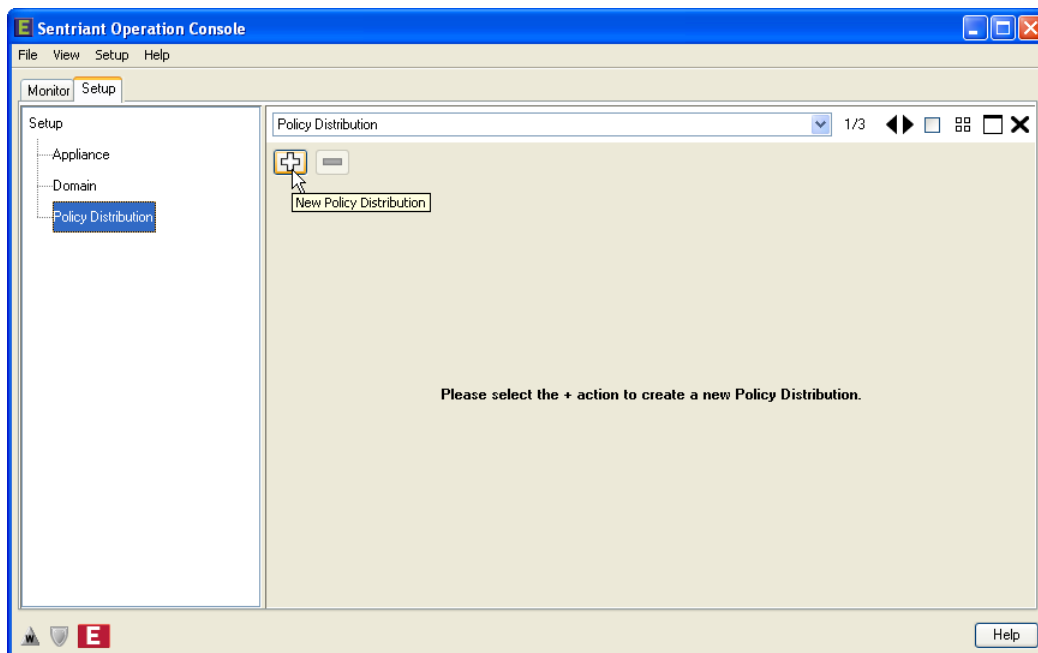 E Sentriant Operation Console
File View Setup Help
Monitor Setup
Setup
Appliance
Domain
Policy Distribution
Policy Distribution 1/3
New Policy Distribution
Please select the + action to create a new Policy Distribution.
W E Help